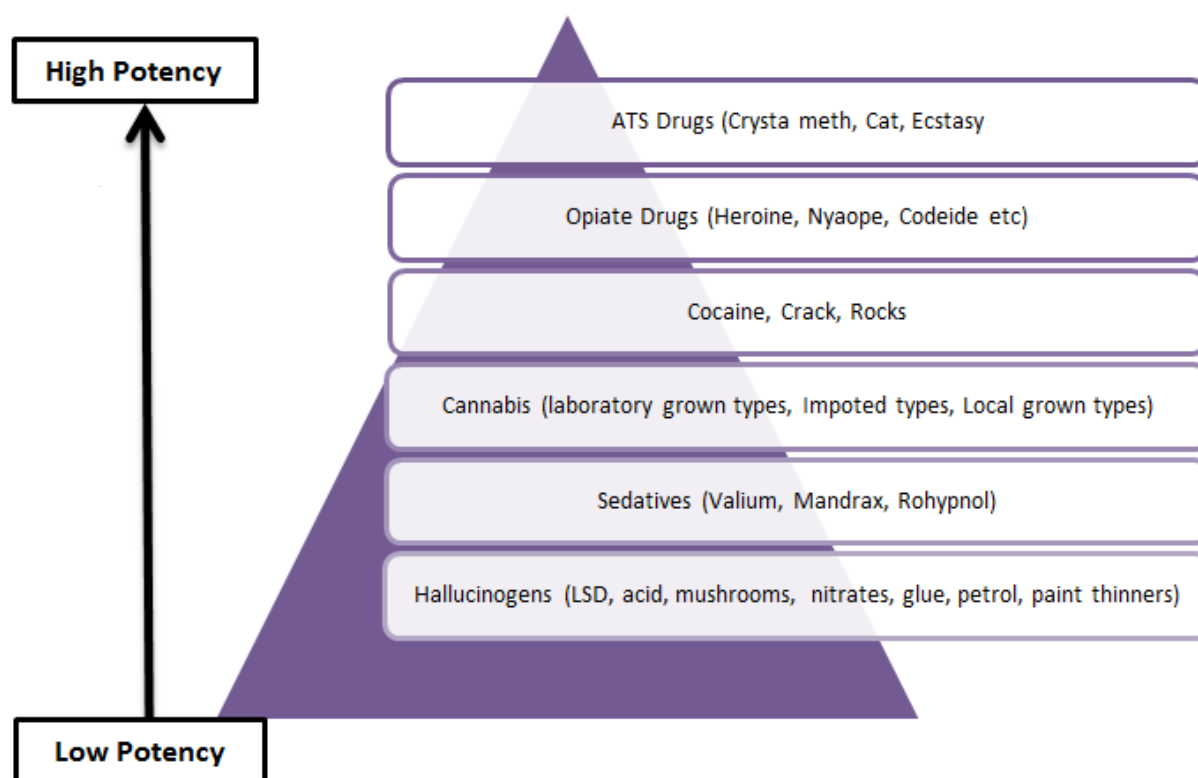 High Potency
ATS Drugs (Crysta meth, Cat, Ecstasy
Opiate Drugs (Heroine, Nyaope, Codeide etc)
Cocaine, Crack, Rocks
Cannabis (laboratory grown types, Impoted types, Local grown types)
Sedatives (Valium, Mandrax, Rohypnol)
Hallucinogens (LSD, acid, mushrooms, nitrates, glue, petrol, paint thinners)
Low Potency